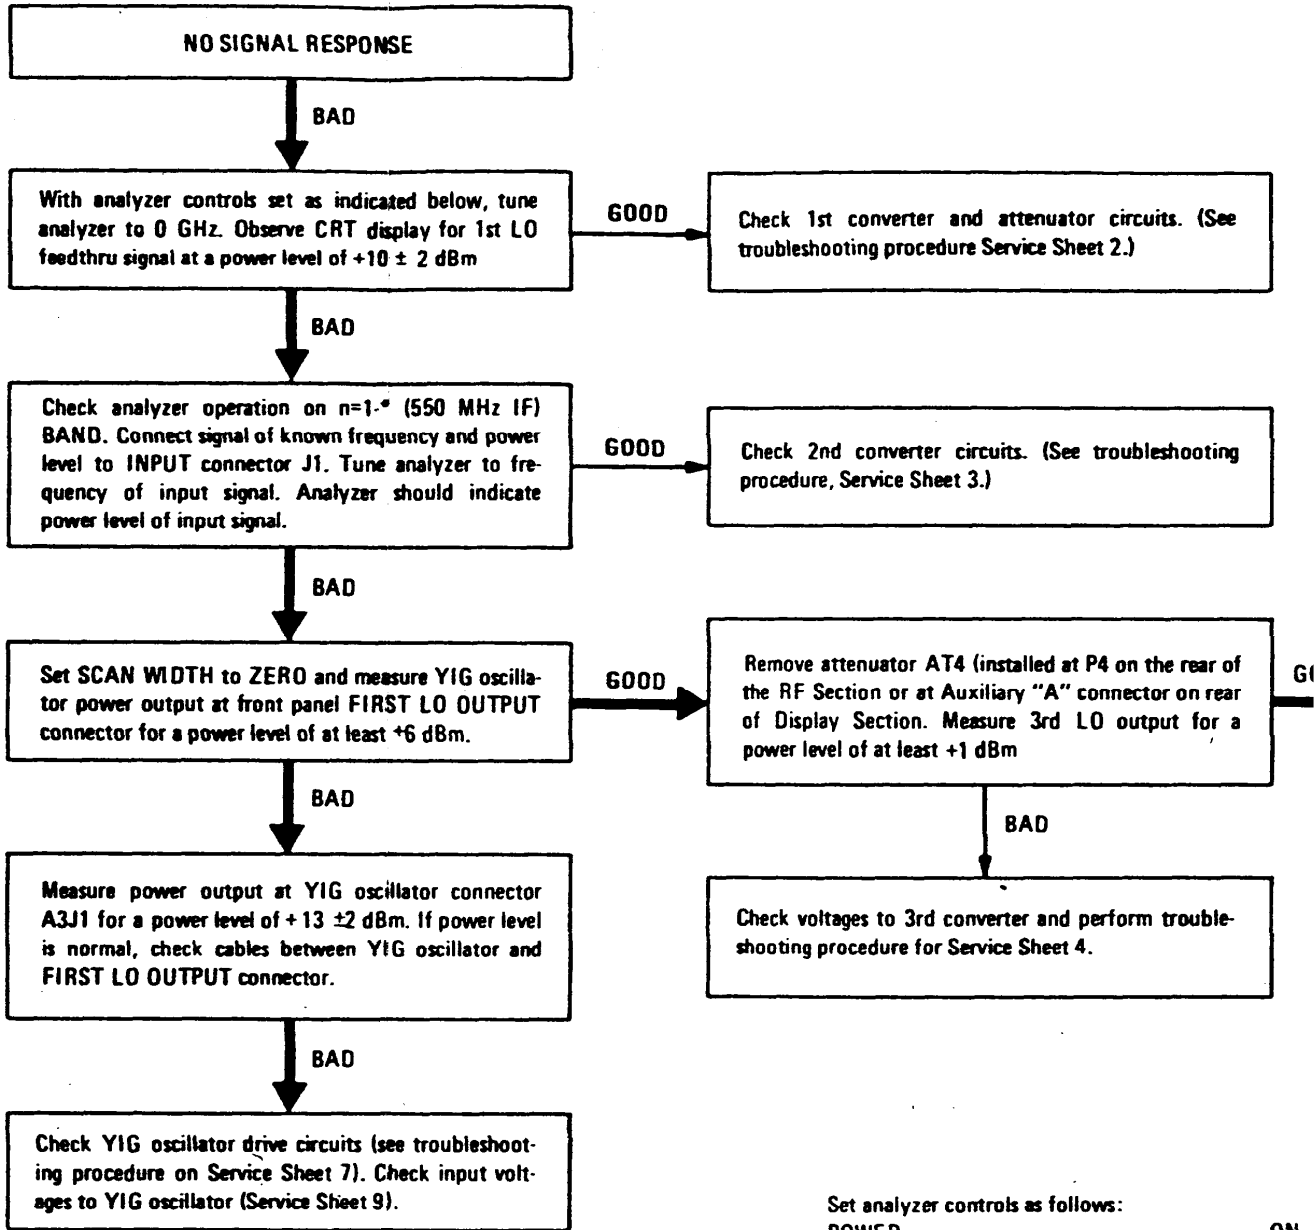 NO SIGNAL RESPONSE
BAD
With analyzer controls set as indicated below, tune
analyzer to 0 GHz. Observe CRT display for 1st LO
feedthru signal at a power level of +10 ± 2 dBm
GOOD
Check 1st converter and attenuator circuits. (See
troubleshooting procedure Service Sheet 2.)
BAD
Check analyzer operation on n=1-* (550 MHz IF)
BAND. Connect signal of known frequency and power
level to INPUT connector J1. Tune analyzer to fre-
quency of input signal. Analyzer should indicate
power level of input signal.
GOOD
Check 2nd converter circuits. (See troubleshooting
procedure, Service Sheet 3.)
BAD
Set SCAN WIDTH to ZERO and measure YIG oscilla-
tor power output at front panel FIRST LO OUTPUT
connector for a power level of at least +6 dBm.
GOOD
Remove attenuator AT4 (installed at P4 on the rear of
the RF Section or at Auxiliary "A" connector on rear
of Display Section. Measure 3rd LO output for a
power level of at least +1 dBm
BAD
BAD
Measure power output at YIG oscillator connector
A3J1 for a power level of +13 ±2 dBm. If power level
is normal, check cables between YIG oscillator and
FIRST LO OUTPUT connector.
Check voltages to 3rd converter and perform trouble-
shooting procedure for Service Sheet 4.
BAD
Check YIG oscillator drive circuits (see troubleshoot-
ing procedure on Service Sheet 7). Check input volt-
ages to YIG oscillator (Service Sheet 9).
Set analyzer controls as follows: